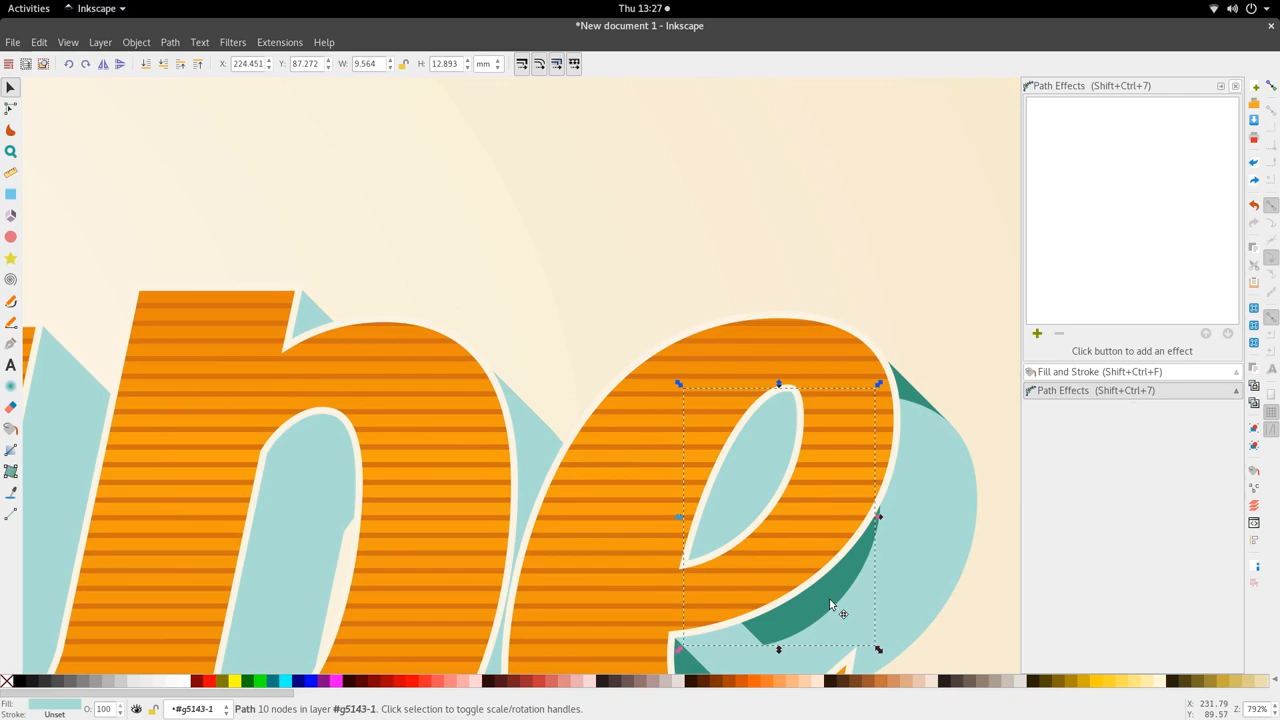 Activities
Inkscape
Thu 13:27
*New document 1 - Inkscape
File Edit View Layer Object Path Text Filters Extensions Help
X: 224.451 Y: 87.272 W: 9.564 H: 12.893 mm
Path Effects (Shift+Ctrl+7)
he
Click button to add an effect
Fill and Stroke (Shift+Ctrl+F)
Path Effects (Shift+Ctrl+7)
Fill:
Stroke: Unset
O: 100
•#g5143-1
Path 10 nodes in layer #g5143-1. Click selection to toggle scale/rotation handles.
X: 231.79
Y: 89.57
Z: 792%